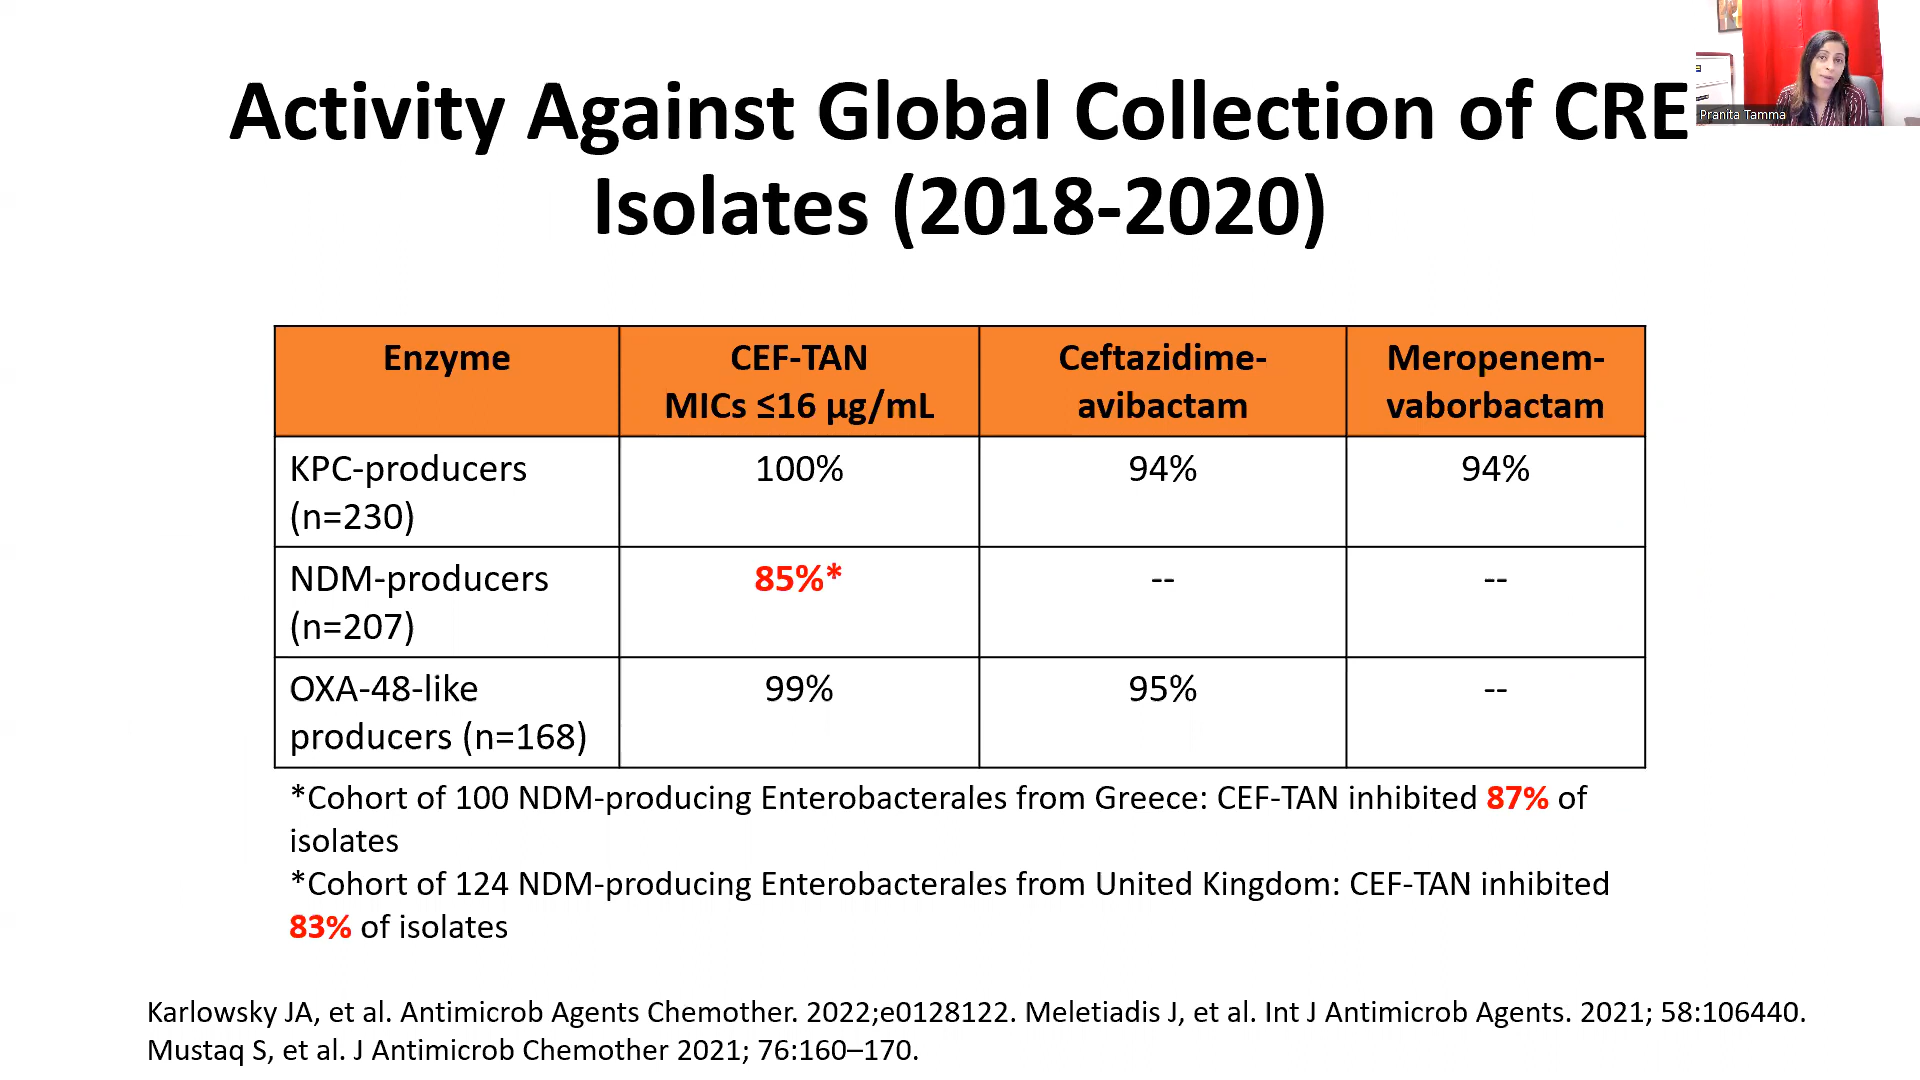 Pranita Tamma
Activity Against Global Collection of CRE
Isolates (2018-2020)
Enzyme
CEF-TAN
MICs ≤16 µg/mL
Ceftazidime-
avibactam
Meropenem-
vaborbactam
KPC-producers
(n=230)
100%
94%
94%
NDM-producers
(n=207)
85%*
--
--
OXA-48-like
producers (n=168)
99%
95%
--
*Cohort of 100 NDM-producing Enterobacterales from Greece: CEF-TAN inhibited 87% of
isolates
*Cohort of 124 NDM-producing Enterobacterales from United Kingdom: CEF-TAN inhibited
83% of isolates
Karlowsky JA, et al. Antimicrob Agents Chemother. 2022;e0128122. Meletiadis J, et al. Int J Antimicrob Agents. 2021; 58:106440.
Mustaq S, et al. J Antimicrob Chemother 2021; 76:160–170.